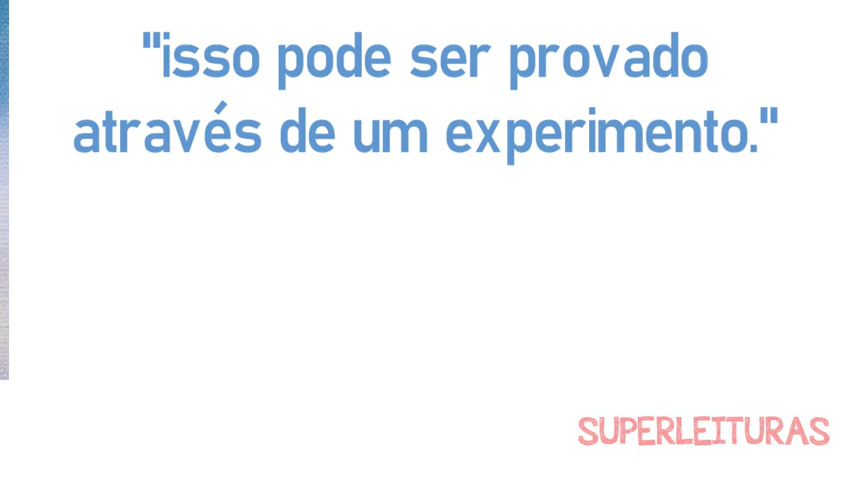 "isso pode ser provado
através de um experimento."
SUPERLEITURAS